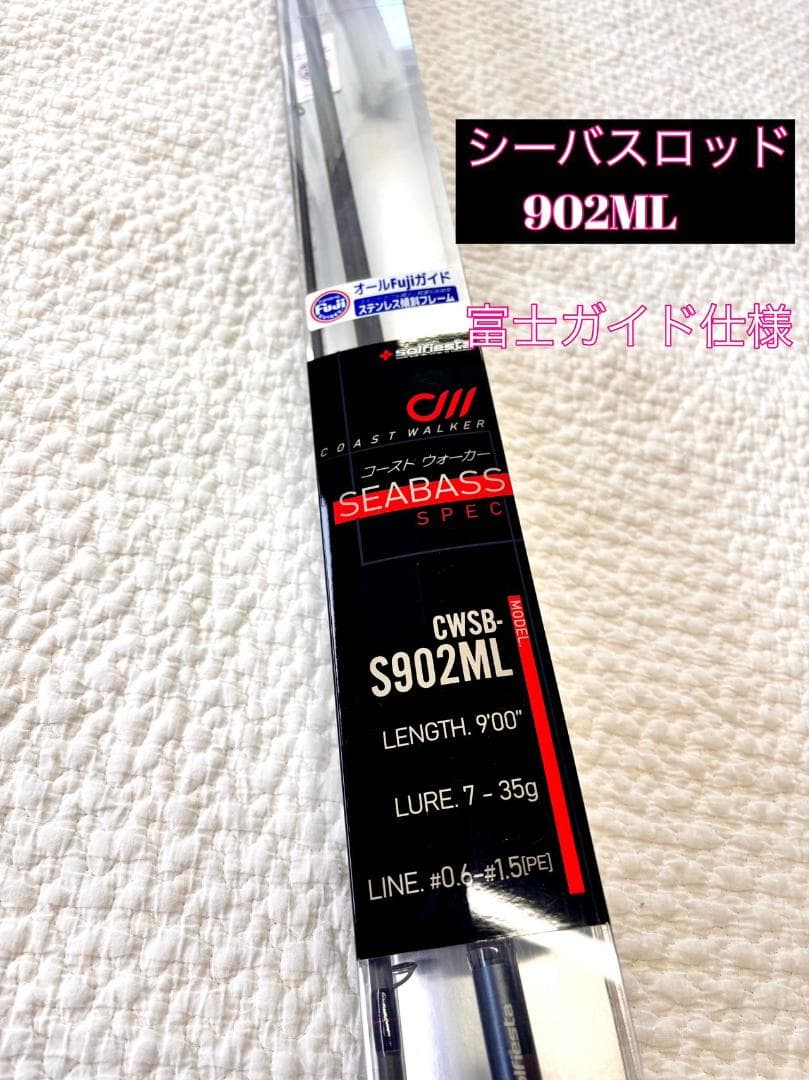 シーバスロッド
902ML
富士ガイド仕様
Fuji
オールFujiガイド
ステンレス傾斜フレーム
solfiesta
COAST WALKER
コースト ウォーカー
SEABASS
SPEC
MODEL.
CWSB-
S902ML
LENGTH. 9'00"
LURE. 7 - 35g
LINE. #0.6-#1.5[PE]
solfiesta